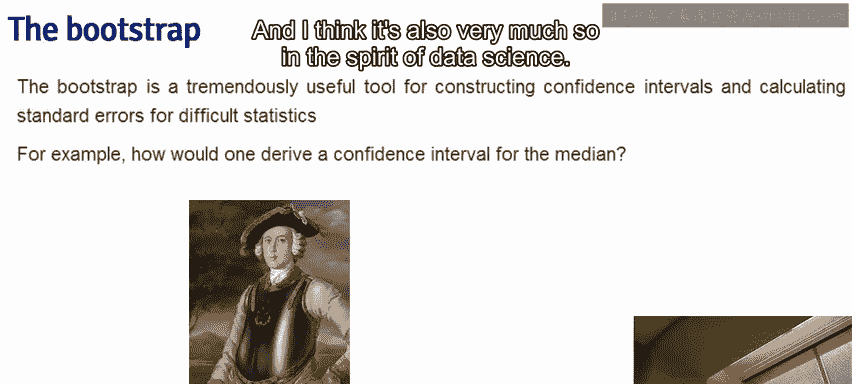 The bootstrap
And I think it's also very much so
in the spirit of data science.
The bootstrap is a tremendously useful tool for constructing confidence intervals and calculating
standard errors for difficult statistics
For example, how would one derive a confidence interval for the median?